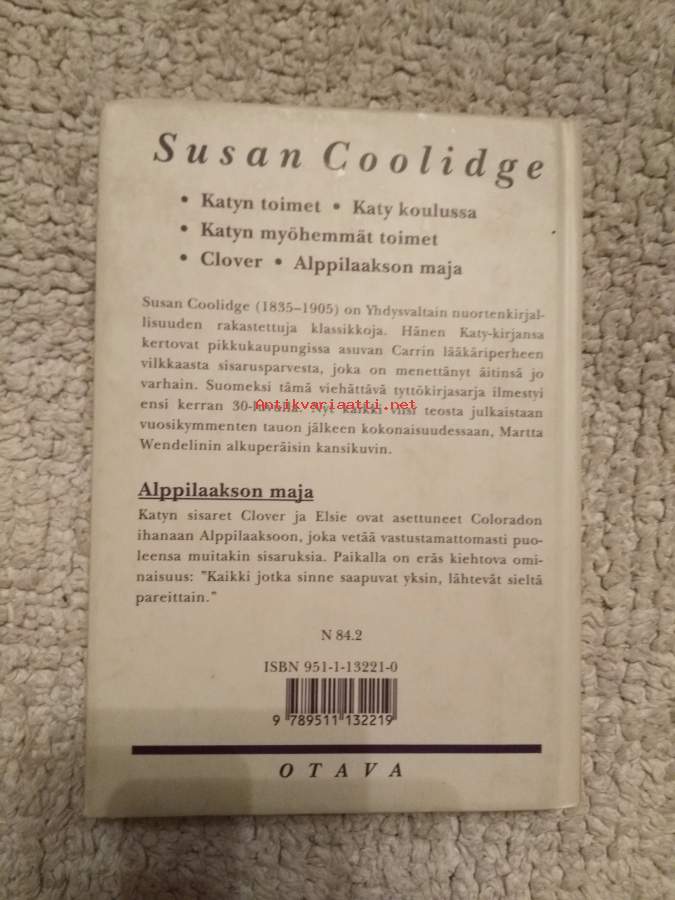 Susan Coolidge
• Katyn toimet • Katy koulussa
• Katyn myöhemmät toimet
• Clover • Alppilaakson maja
Susan Coolidge (1835–1905) on Yhdysvaltain nuortenkirjal-
lisuuden rakastettuja klassikkoja. Hänen Katy-kirjansa
kertovat pikkukaupungissa asuvan Carrin lääkäriperheen
vilkkaasta sisarusparvesta, joka on menettänyt äitinsä jo
varhain. Suomeksi tämä viehättävä tyttökirjasarja ilmestyi
Antikvariaatti.net
ensi kerran 30-luvulla. Nyt kaikki viisi teosta julkaistaan
vuosikymmenten tauon jälkeen kokonaisuudessaan, Martta
Wendelinin alkuperäisin kansikuvin.
Alppilaakson maja
Katyn sisaret Clover ja Elsie ovat asettuneet Coloradon
ihanaan Alppilaaksoon, joka vetää vastustamattomasti puo-
leensa muitakin sisaruksia. Paikalla on eräs kiehtova omi-
naisuus: "Kaikki jotka sinne saapuvat yksin, lähtevät sieltä
pareittain."
N 84.2
ISBN 951-1-13221-0
9 789511 132219
OTAVA